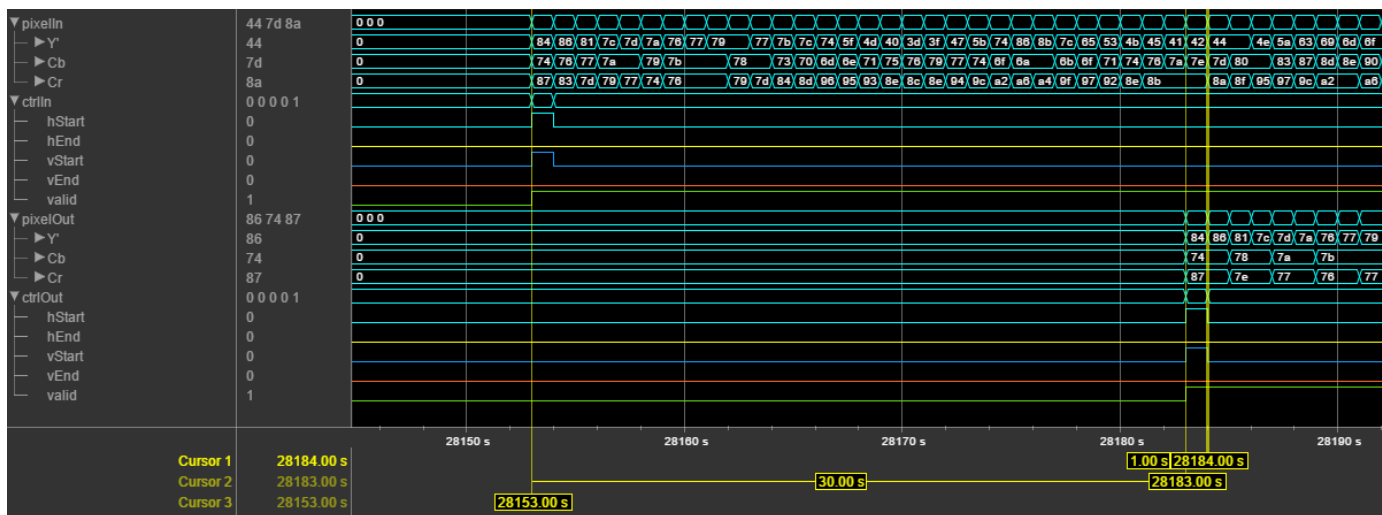 pixelIn 44 7d 8a 0 0 0
Y' 44 0 84 86 81 7c 7d 7a 76 77 79 77 7b 7c 74 5f 4d 40 3d 3f 47 5b 74 86 8b 7c 65 53 4b 45 41 42 44 4e 5a 63 69 6d 6f
Cb 7d 0 74 76 77 7a 79 7b 78 73 70 6d 6e 71 75 76 79 77 74 6f 6a 6b 6f 71 74 76 7a 7e 7d 80 83 87 8d 8e 90
Cr 8a 0 87 83 7d 79 77 74 76 79 7d 84 8d 96 95 93 8e 8c 8e 94 9c a2 a6 a4 9f 97 92 8e 8b 8a 8f 95 97 9c a2 a6
ctrlIn 0 0 0 0 1
hStart 0
hEnd 0
vStart 0
vEnd 0
valid 1
pixelOut 86 74 87 0 0 0
Y' 86 0 84 86 81 7c 7d 7a 76 77 79
Cb 74 0 74 78 7a 7b
Cr 87 0 87 7e 77 76 77
ctrlOut 0 0 0 0 1
hStart 0
hEnd 0
vStart 0
vEnd 0
valid 1
28150 s 28160 s 28170 s 28180 s 28190 s
Cursor 1 28184.00 s 1.00 s 28184.00 s
Cursor 2 28183.00 s 30.00 s 28183.00 s
Cursor 3 28153.00 s 28153.00 s